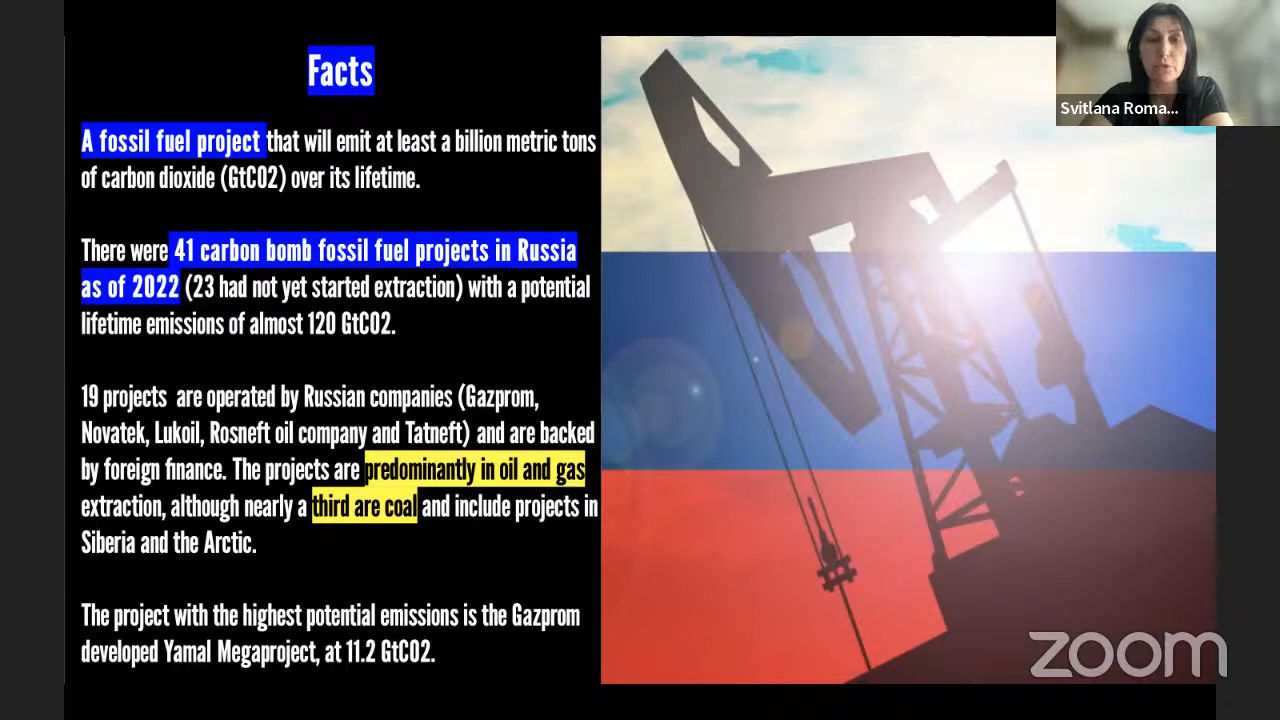 Facts
A fossil fuel project that will emit at least a billion metric tons
of carbon dioxide (GtCO2) over its lifetime.
There were 41 carbon bomb fossil fuel projects in Russia
as of 2022 (23 had not yet started extraction) with a potential
lifetime emissions of almost 120 GtCO2.
19 projects are operated by Russian companies (Gazprom,
Novatek, Lukoil, Rosneft oil company and Tatneft) and are backed
by foreign finance. The projects are predominantly in oil and gas
extraction, although nearly a third are coal and include projects in
Siberia and the Arctic.
The project with the highest potential emissions is the Gazprom
developed Yamal Megaproject, at 11.2 GtCO2.
Svitlana Roma...
zoom